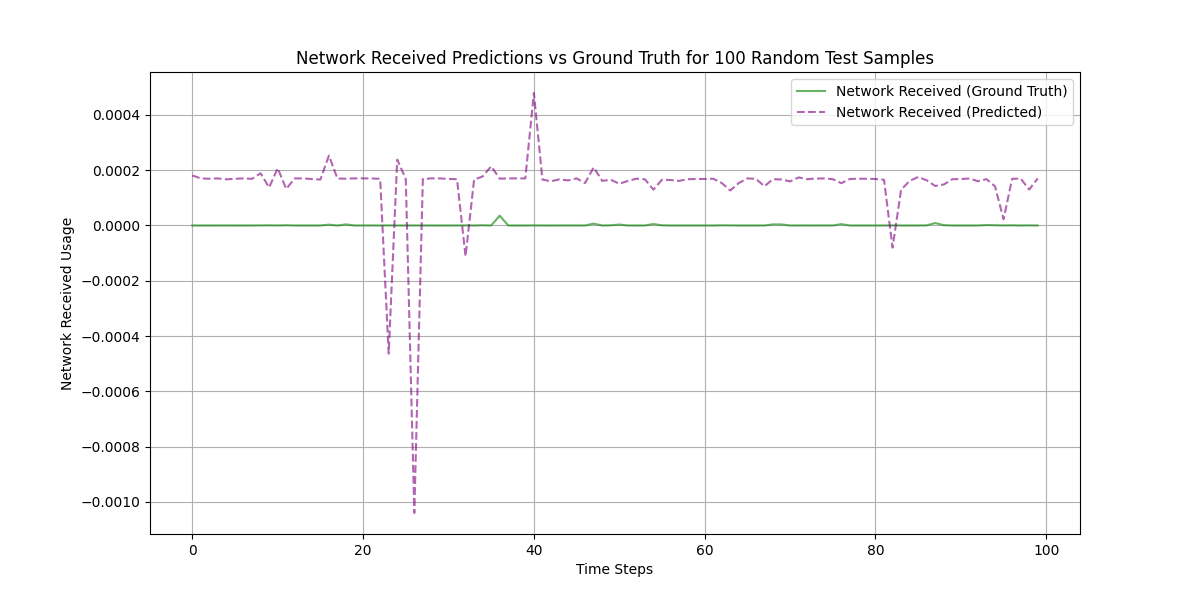 Network Received Predictions vs Ground Truth for 100 Random Test Samples
Network Received (Ground Truth)
Network Received (Predicted)
Network Received Usage
0.0004
0.0002
0.0000
−0.0002
−0.0004
−0.0006
−0.0008
−0.0010
0 20 40 60 80 100
Time Steps